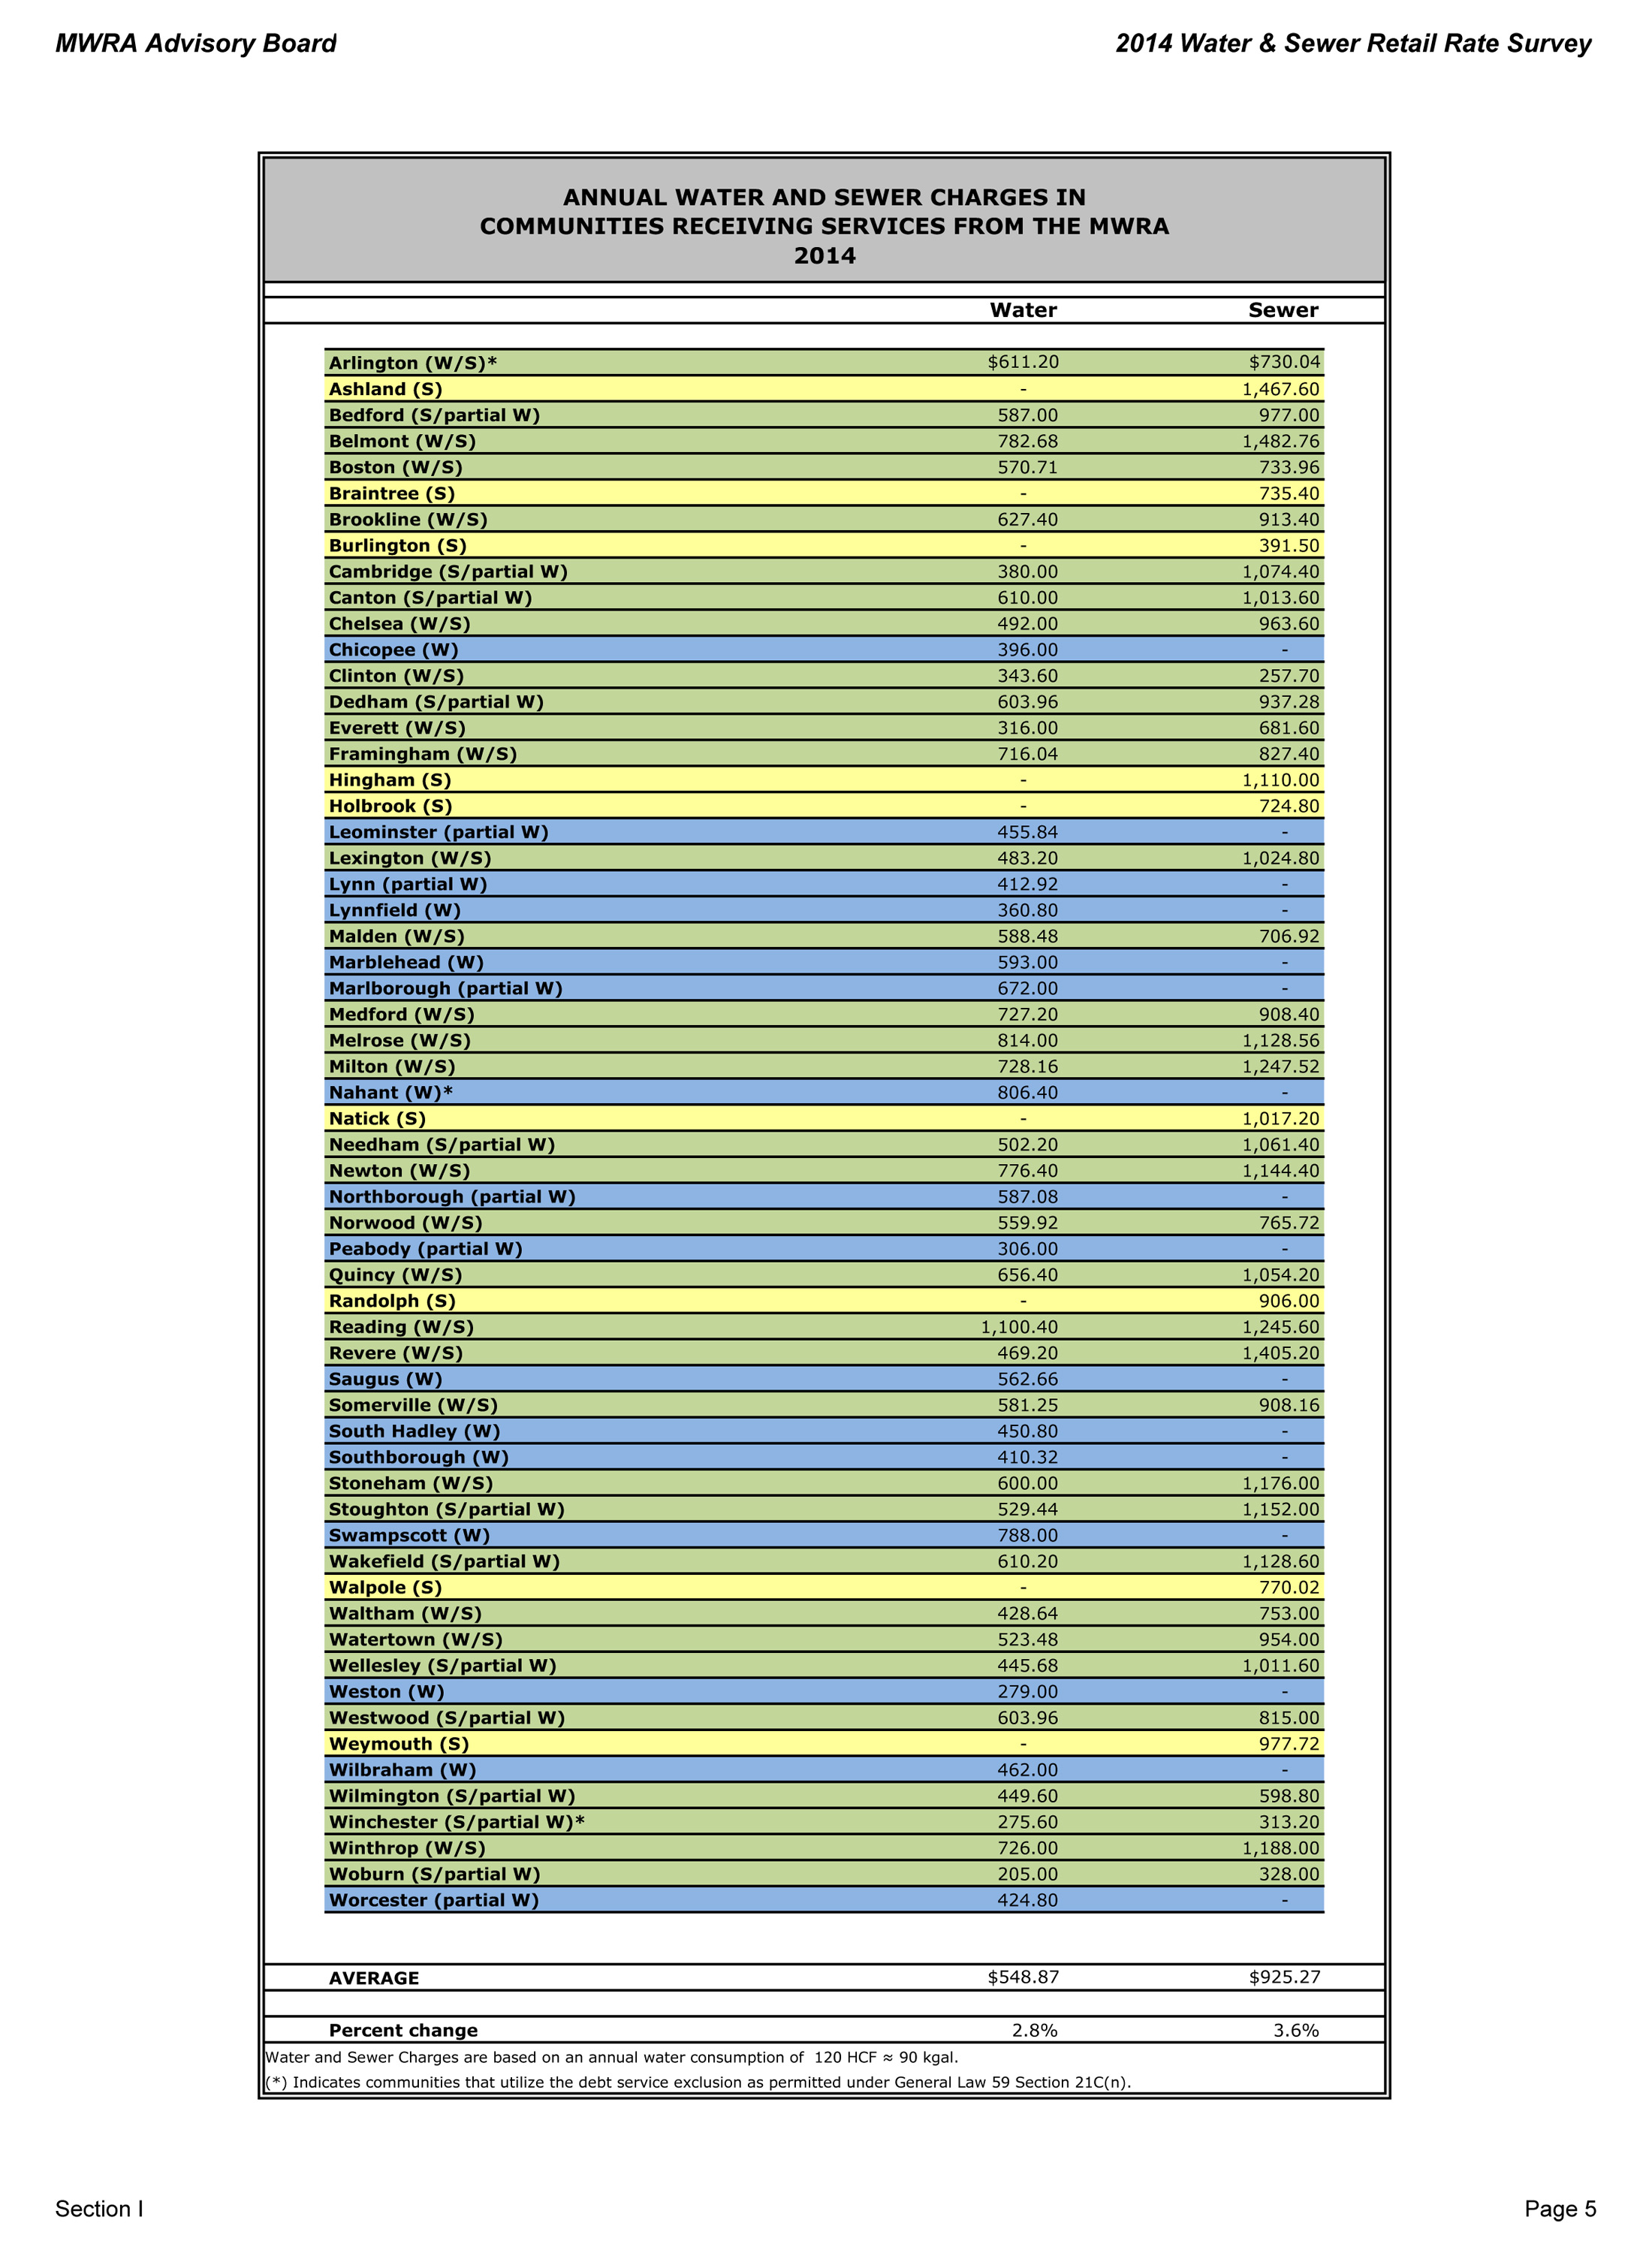 MWRA Advisory Board 2014 Water & Sewer Retail Rate Survey
ANNUAL WATER AND SEWER CHARGES IN
COMMUNITIES RECEIVING SERVICES FROM THE MWRA
2014
Water Sewer
Arlington (W/S)* $611.20 $730.04
Ashland (S) - 1,467.60
Bedford (S/partial W) 587.00 977.00
Belmont (W/S) 782.68 1,482.76
Boston (W/S) 570.71 733.96
Braintree (S) - 735.40
Brookline (W/S) 627.40 913.40
Burlington (S) - 391.50
Cambridge (S/partial W) 380.00 1,074.40
Canton (S/partial W) 610.00 1,013.60
Chelsea (W/S) 492.00 963.60
Chicopee (W) 396.00 -
Clinton (W/S) 343.60 257.70
Dedham (S/partial W) 603.96 937.28
Everett (W/S) 316.00 681.60
Framingham (W/S) 716.04 827.40
Hingham (S) - 1,110.00
Holbrook (S) - 724.80
Leominster (partial W) 455.84 -
Lexington (W/S) 483.20 1,024.80
Lynn (partial W) 412.92 -
Lynnfield (W) 360.80 -
Malden (W/S) 588.48 706.92
Marblehead (W) 593.00 -
Marlborough (partial W) 672.00 -
Medford (W/S) 727.20 908.40
Melrose (W/S) 814.00 1,128.56
Milton (W/S) 728.16 1,247.52
Nahant (W)* 806.40 -
Natick (S) - 1,017.20
Needham (S/partial W) 502.20 1,061.40
Newton (W/S) 776.40 1,144.40
Northborough (partial W) 587.08 -
Norwood (W/S) 559.92 765.72
Peabody (partial W) 306.00 -
Quincy (W/S) 656.40 1,054.20
Randolph (S) - 906.00
Reading (W/S) 1,100.40 1,245.60
Revere (W/S) 469.20 1,405.20
Saugus (W) 562.66 -
Somerville (W/S) 581.25 908.16
South Hadley (W) 450.80 -
Southborough (W) 410.32 -
Stoneham (W/S) 600.00 1,176.00
Stoughton (S/partial W) 529.44 1,152.00
Swampscott (W) 788.00 -
Wakefield (S/partial W) 610.20 1,128.60
Walpole (S) - 770.02
Waltham (W/S) 428.64 753.00
Watertown (W/S) 523.48 954.00
Wellesley (S/partial W) 445.68 1,011.60
Weston (W) 279.00 -
Westwood (S/partial W) 603.96 815.00
Weymouth (S) - 977.72
Wilbraham (W) 462.00 -
Wilmington (S/partial W) 449.60 598.80
Winchester (S/partial W)* 275.60 313.20
Winthrop (W/S) 726.00 1,188.00
Woburn (S/partial W) 205.00 328.00
Worcester (partial W) 424.80 -
AVERAGE $548.87 $925.27
Percent change 2.8% 3.6%
Water and Sewer Charges are based on an annual water consumption of 120 HCF ≈ 90 kgal.
(*) Indicates communities that utilize the debt service exclusion as permitted under General Law 59 Section 21C(n).
Section I Page 5